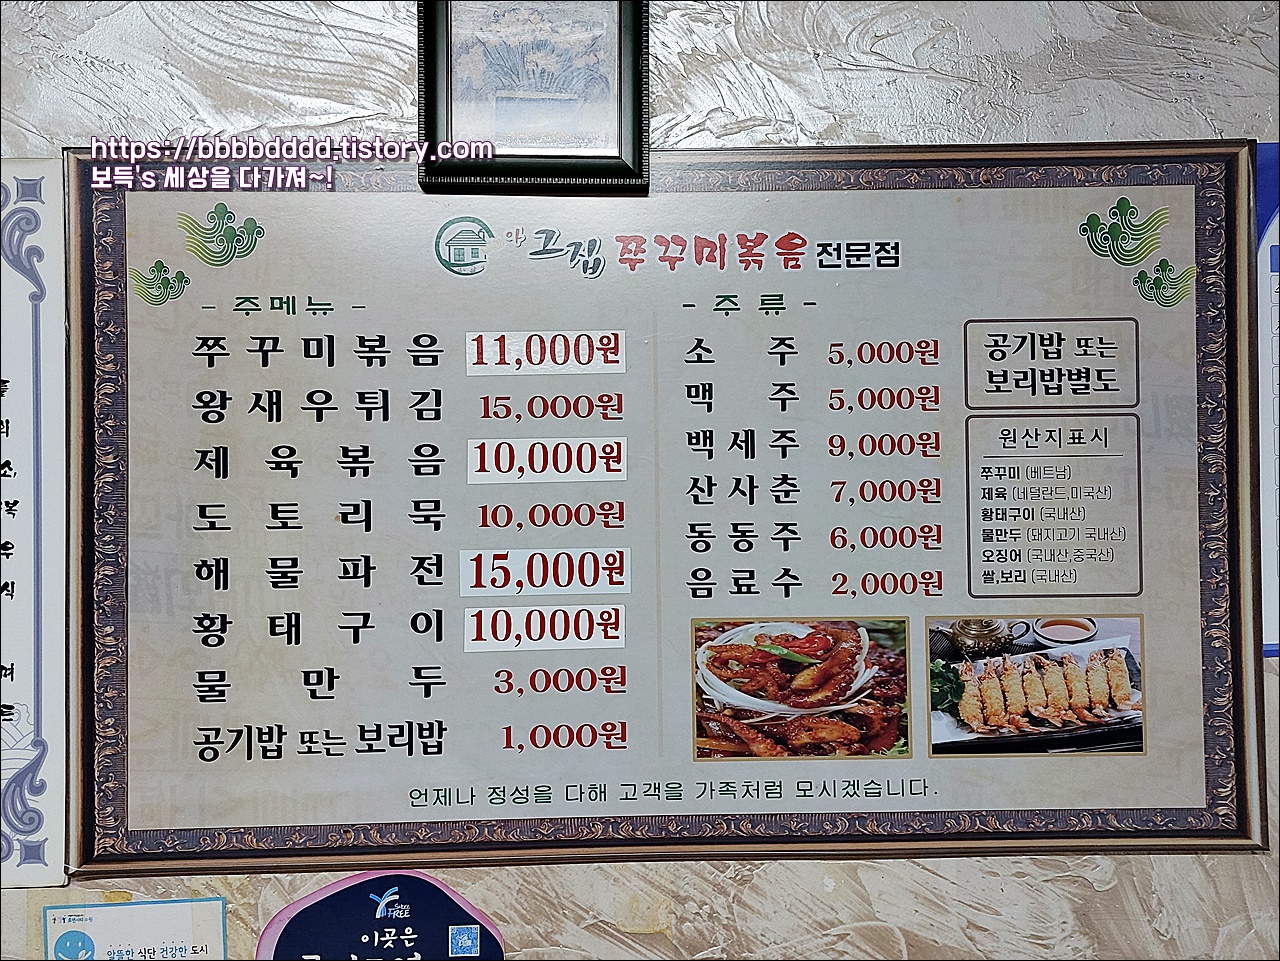 https://bbbbdddd.tistory.com
보득's 세상을 다가져~!
아 그집 쭈꾸미볶음 전문점
- 주메뉴 -
쭈꾸미볶음 11,000원
왕새우튀김 15,000원
제육볶음 10,000원
도토리묵 10,000원
해물파전 15,000원
황태구이 10,000원
물만두 3,000원
공기밥 또는 보리밥 1,000원
- 주류 -
소주 5,000원
맥주 5,000원
백세주 9,000원
산사춘 7,000원
동동주 6,000원
음료수 2,000원
공기밥 또는
보리밥별도
원산지표시
쭈꾸미 (베트남)
제육 (네덜란드,미국산)
황태구이 (국내산)
물만두 (돼지고기 국내산)
오징어 (국내산,중국산)
쌀,보리 (국내산)
언제나 정성을 다해 고객을 가족처럼 모시겠습니다.
알뜰한 식단 건강한 도시
Smoke
FREE
이곳은